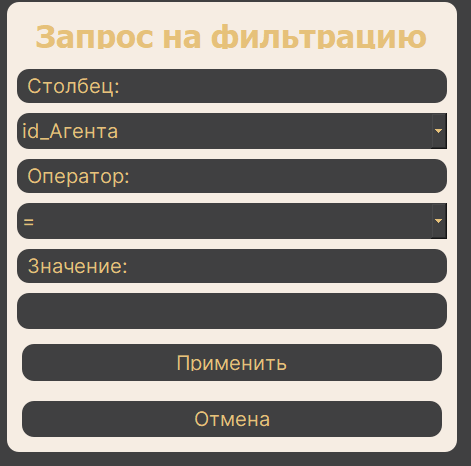 Запрос на фильтрацию
Столбец:
id_Агента
Оператор:
=
Значение:
Применить
Отмена